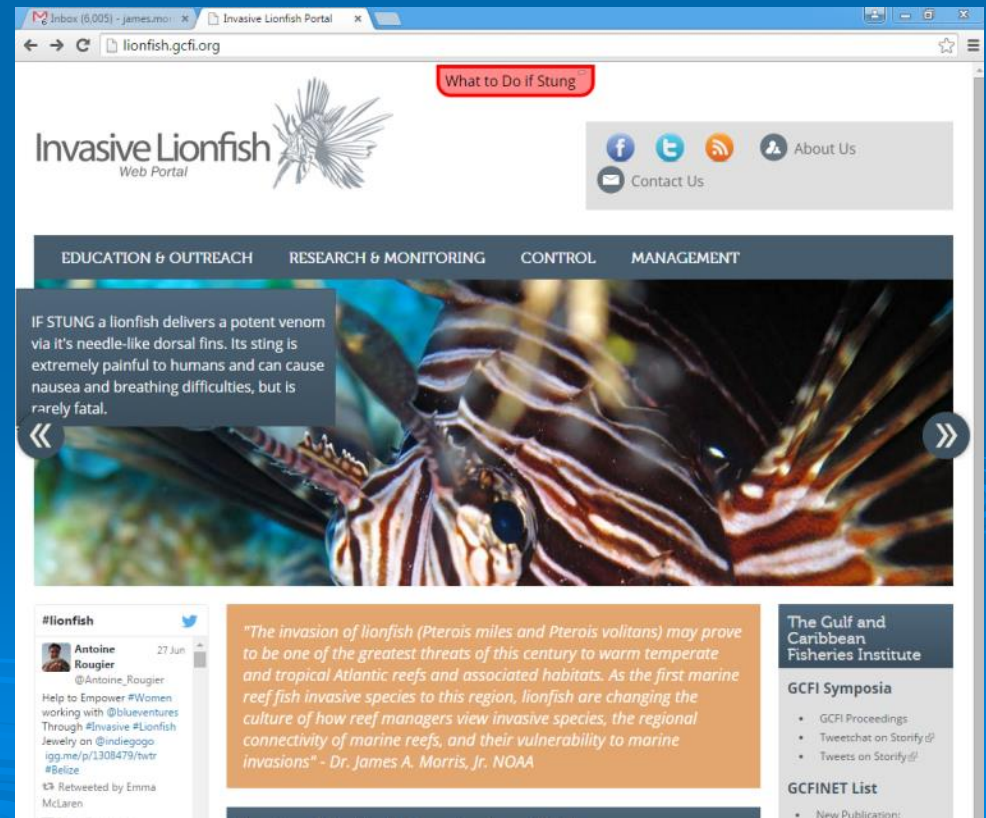 Inbox (6,005) - james.mor
Invasive Lionfish Portal
lionfish.gcfi.org
What to Do if Stung
Invasive Lionfish
Web Portal
About Us
Contact Us
EDUCATION & OUTREACH RESEARCH & MONITORING CONTROL MANAGEMENT
IF STUNG a lionfish delivers a potent venom
via it's needle-like dorsal fins. Its sting is
extremely painful to humans and can cause
nausea and breathing difficulties, but is
rarely fatal.
#lionfish
Antoine 27 Jun
Rougier
@Antoine_Rougier
Help to Empower #Women
working with @blueventures
Through #Invasive #Lionfish
Jewelry on @indiegogo
igg.me/p/1308479/twtr
#Belize
Retweeted by Emma
McLaren
"The invasion of lionfish (Pterois miles and Pterois volitans) may prove
to be one of the greatest threats of this century to warm temperate
and tropical Atlantic reefs and associated habitats. As the first marine
reef fish invasive species to this region, lionfish are changing the
culture of how reef managers view invasive species, the regional
connectivity of marine reefs, and their vulnerability to marine
invasions" - Dr. James A. Morris, Jr. NOAA
The Gulf and
Caribbean
Fisheries Institute
GCFI Symposia
• GCFI Proceedings
• Tweetchat on Storify
• Tweets on Storify
GCFINET List
• New Publication: